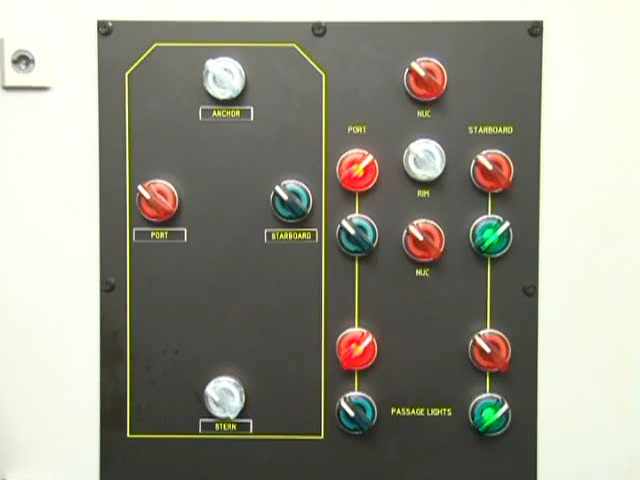 ANCHOR
NUC
PORT
STARBOARD
RIM
PORT
STARBOARD
NUC
PASSAGE LIGHTS
STERN